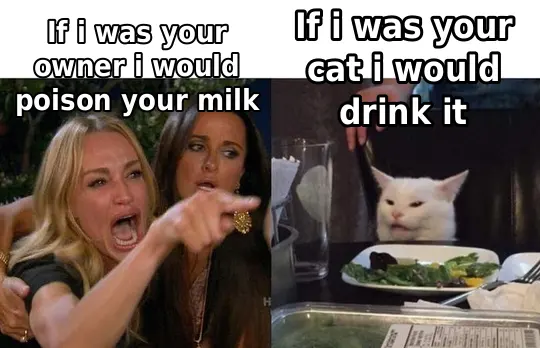 If i was your
owner i would
poison your milk
If i was your
cat i would
drink it